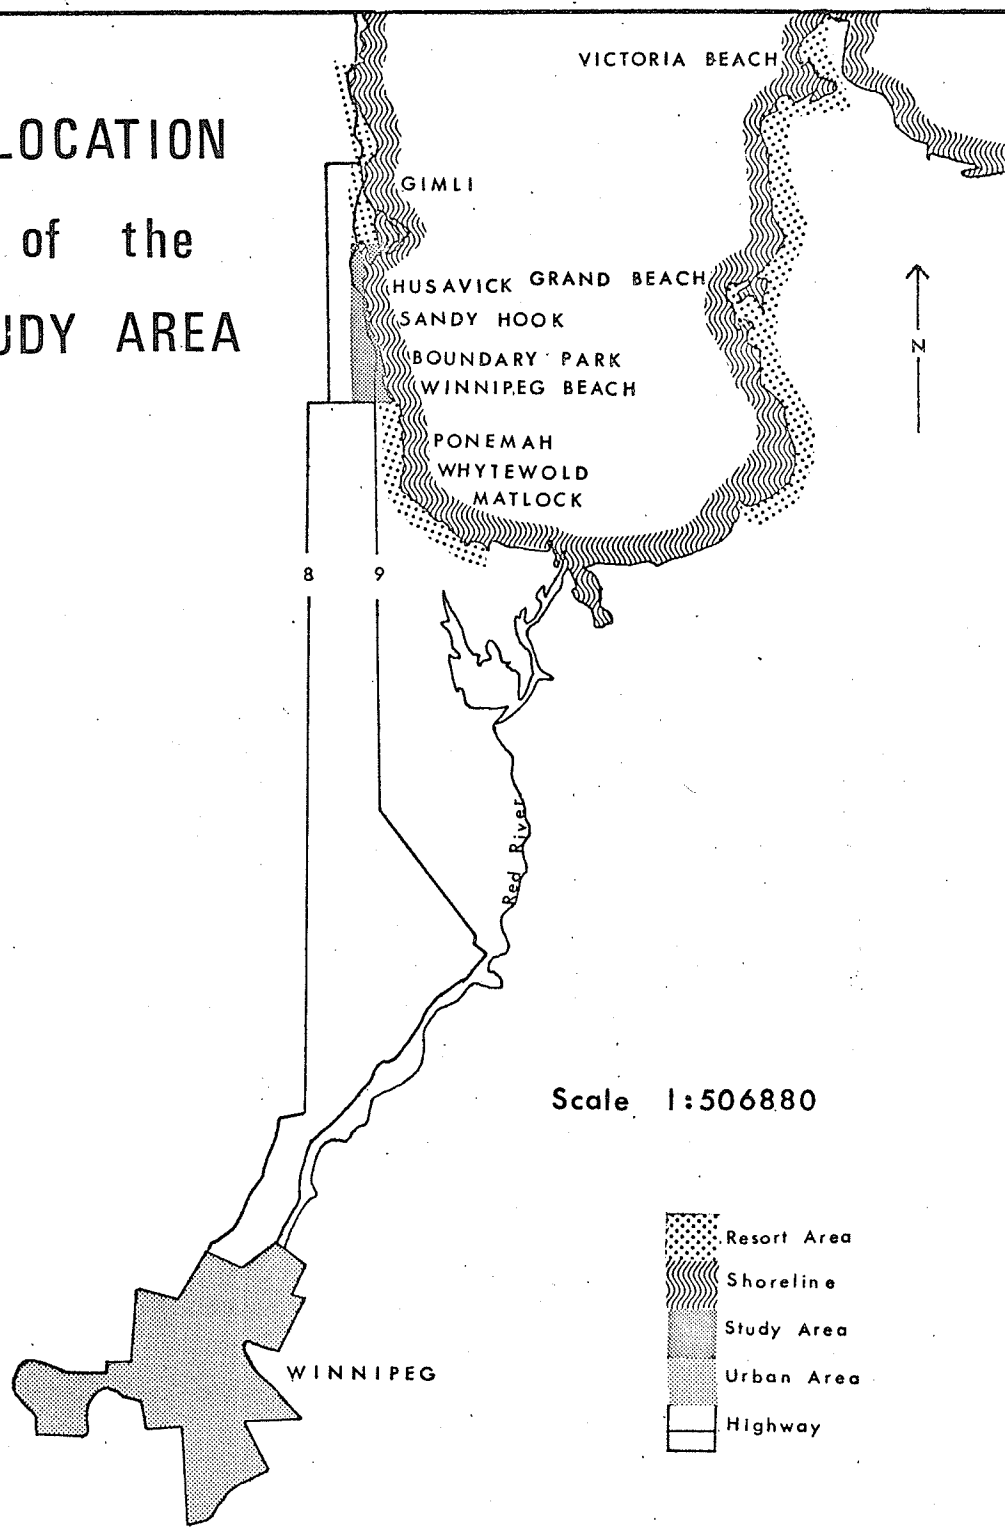 LOCATION
of the
UDY AREA
VICTORIA BEACH
GIMLI
HUSAVICK
GRAND BEACH
SANDY HOOK
BOUNDARY PARK
WINNIPEG BEACH
PONEMAH
WHYTEWOLD
MATLOCK
N
8
9
Red River
Scale 1:506880
Resort Area
Shoreline
Study Area
Urban Area
Highway
WINNIPEG